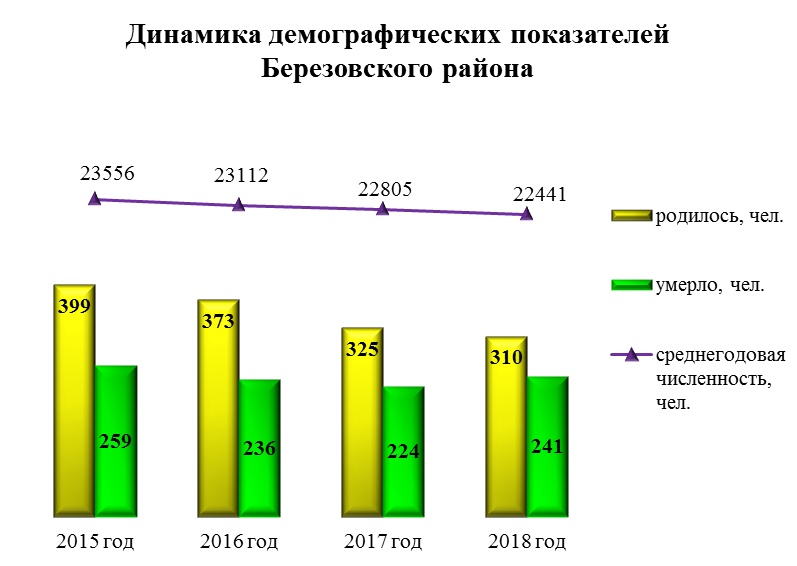 Динамика демографических показателей
Березовского района
23556
23112
22805
22441
399
373
325
310
259
236
224
241
2015 год
2016 год
2017 год
2018 год
родилось, чел.
умерло, чел.
среднегодовая
численность,
чел.